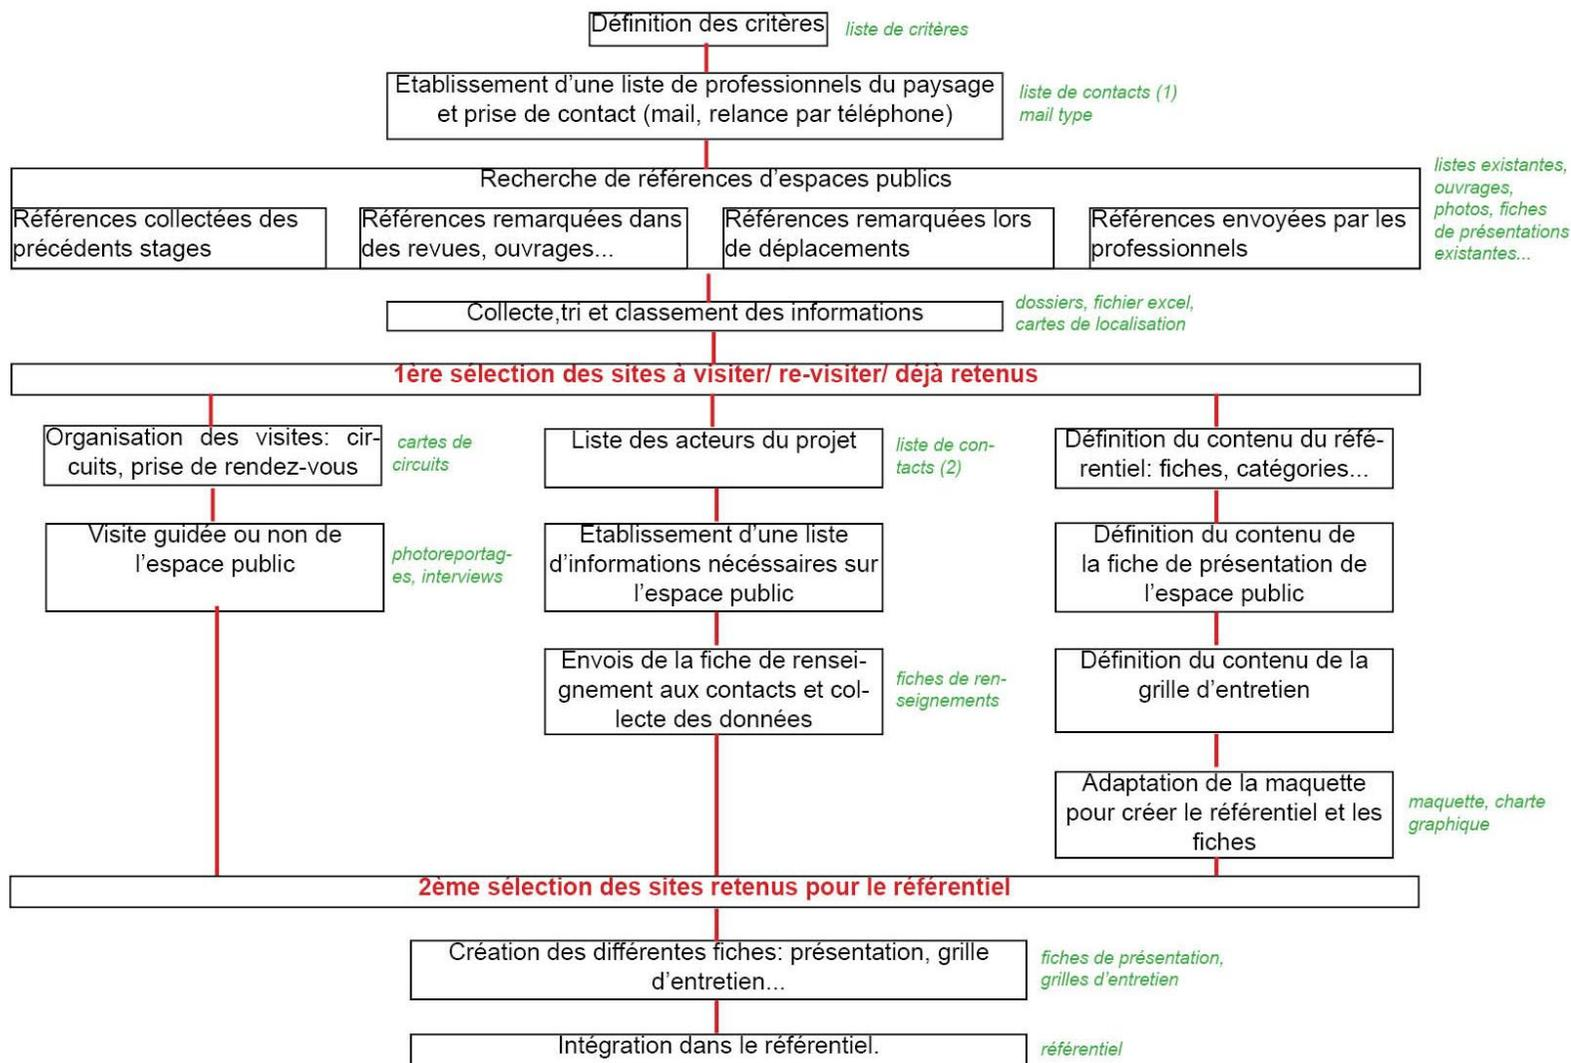 Définition des critères
liste de critères
Etablissement d'une liste de professionnels du paysage
et prise de contact (mail, relance par téléphone)
liste de contacts (1)
mail type
Recherche de références d'espaces publics
Références collectées des
précédents stages
Références remarquées dans
des revues, ouvrages...
Références remarquées lors
de déplacements
Références envoyées par les
professionnels
listes existantes,
ouvrages,
photos, fiches
de présentations
existantes...
Collecte,tri et classement des informations
dossiers, fichier excel,
cartes de localisation
1ère sélection des sites à visiter/ re-visiter/ déjà retenus
Organisation des visites: cir-
cuits, prise de rendez-vous
cartes de
circuits
Liste des acteurs du projet
liste de con-
tacts (2)
Définition du contenu du réfé-
rentiel: fiches, catégories...
Visite guidée ou non de
l'espace public
photoreportag-
es, interviews
Etablissement d'une liste
d'informations nécéssaires sur
l'espace public
Définition du contenu de
la fiche de présentation de
l'espace public
Envois de la fiche de rensei-
gnement aux contacts et col-
lecte des données
fiches de ren-
seignements
Définition du contenu de la
grille d'entretien
Adaptation de la maquette
pour créer le référentiel et les
fiches
maquette, charte
graphique
2ème sélection des sites retenus pour le référentiel
Création des différentes fiches: présentation, grille
d'entretien...
fiches de présentation,
grilles d'entretien
Intégration dans le référentiel.
référentiel